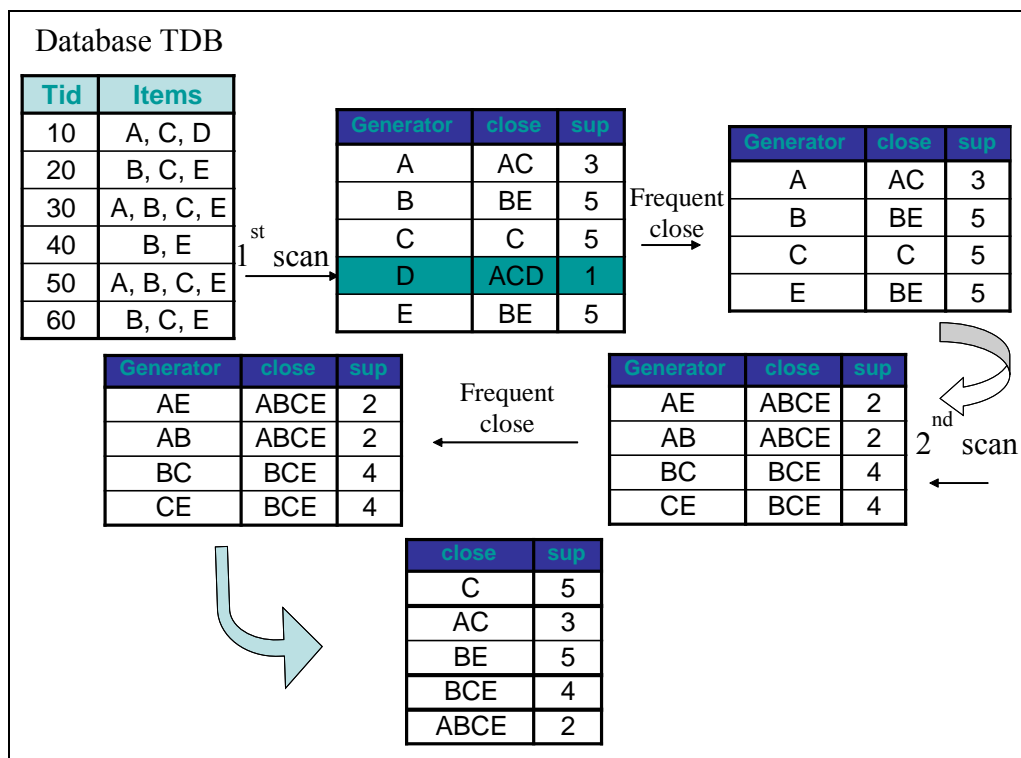 Database TDB
Tid Items
10 A, C, D
20 B, C, E
30 A, B, C, E
40 B, E
50 A, B, C, E
60 B, C, E
1st scan
Generator close sup
A AC 3
B BE 5
C C 5
D ACD 1
E BE 5
Frequent
close
Generator close sup
A AC 3
B BE 5
C C 5
E BE 5
2nd scan
Generator close sup
AE ABCE 2
AB ABCE 2
BC BCE 4
CE BCE 4
Frequent
close
Generator close sup
AE ABCE 2
AB ABCE 2
BC BCE 4
CE BCE 4
close sup
C 5
AC 3
BE 5
BCE 4
ABCE 2